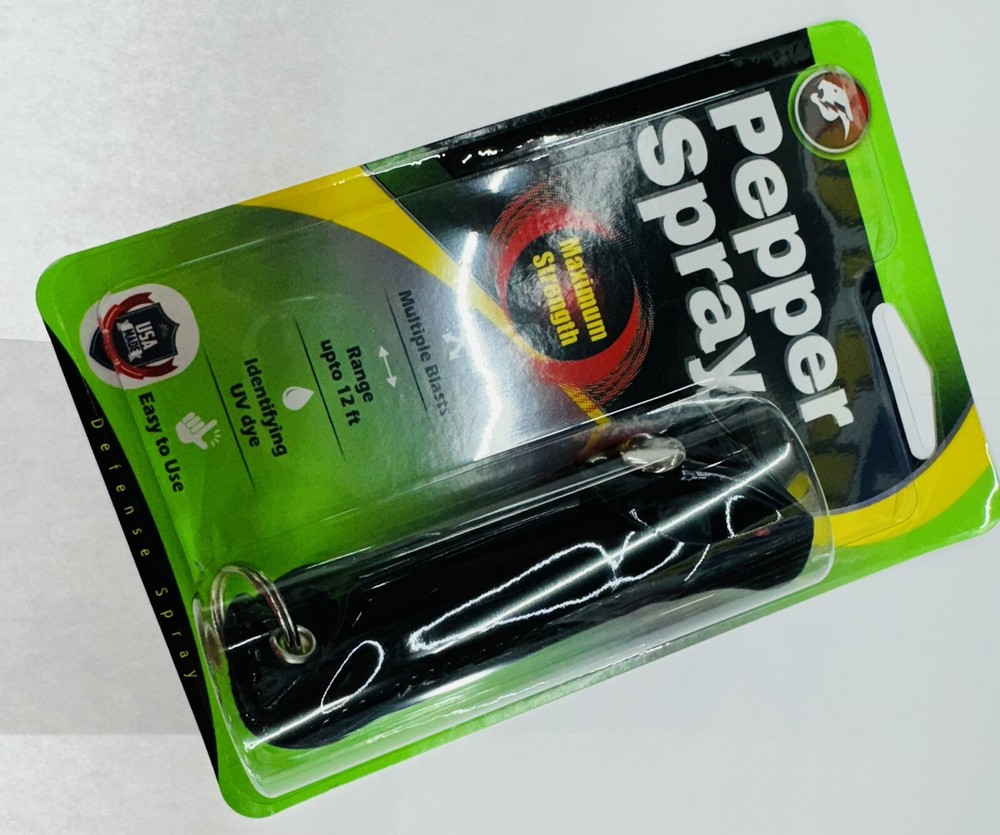 Pepper
Spray
Maximum
Strength
Multiple Blasts
Range
upto 12 ft
Identifying
UV dye
Easy to Use
USA
MADE
Defense Spray